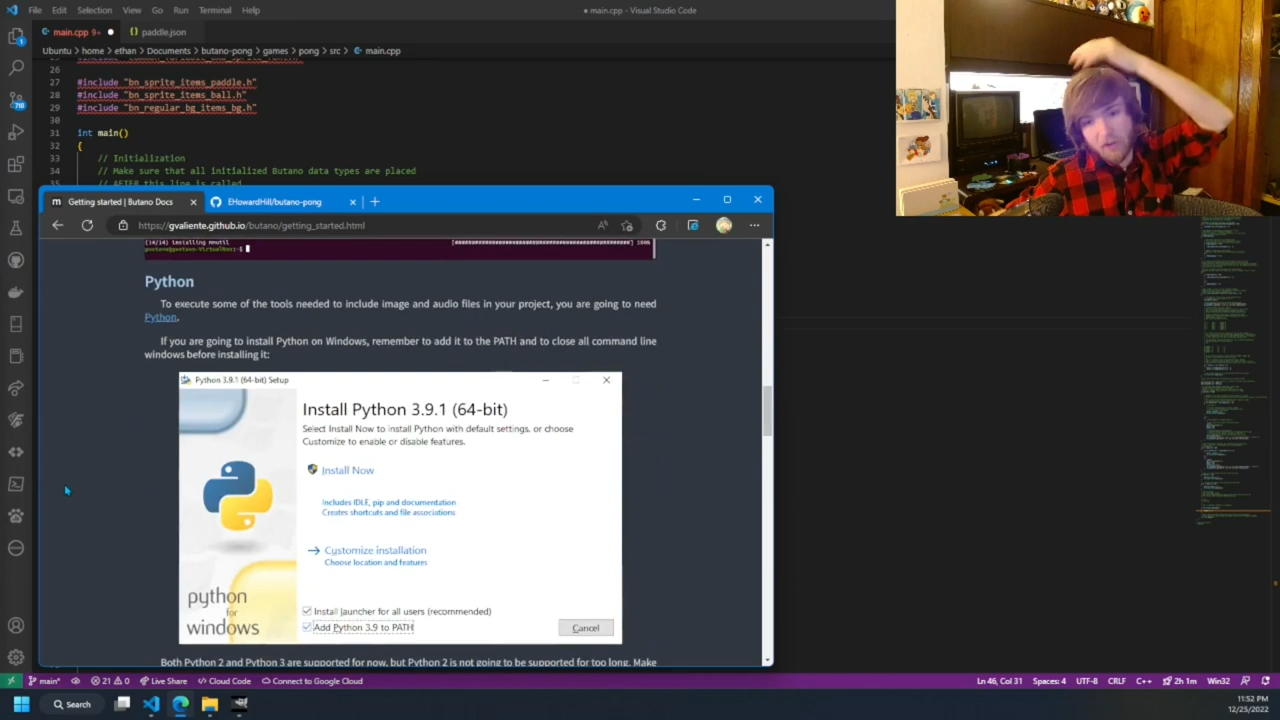 File Edit Selection View Go Run Terminal Help
● main.cpp - Visual Studio Code
main.cpp 9+ ●
paddle.json
Ubuntu > home > ethan > Documents > butano-pong > games > pong > src > main.cpp
26
27 #include "bn_sprite_items_paddle.h"
28 #include "bn_sprite_items_ball.h"
29 #include "bn_regular_bg_items_bg.h"
30
31 int main()
32 {
33 // Initialization
34 // Make sure that all initialized Butano data types are placed
35 // AFTER this line is called
Getting started | Butano Docs
EHowardHill/butano-pong
https://gvaliente.github.io/butano/getting_started.html
(14/14) installing mmutil
100%
Python
To execute some of the tools needed to include image and audio files in your project, you are going to need
Python.
If you are going to install Python on Windows, remember to add it to the PATH and to close all command line
windows before installing it:
Python 3.9.1 (64-bit) Setup
Install Python 3.9.1 (64-bit)
Select Install Now to install Python with default settings, or choose
Customize to enable or disable features.
Install Now
Includes IDLE, pip and documentation
Creates shortcuts and file associations
Customize installation
Choose location and features
python
for
windows
Install launcher for all users (recommended)
Add Python 3.9 to PATH
Cancel
Both Python 2 and Python 3 are supported for now, but Python 2 is not going to be supported for too long. Make
main* 21 0 Live Share Cloud Code Connect to Google Cloud
Ln 46, Col 31 Spaces: 4 UTF-8 CRLF C++ 2h 1m Win32
Search
11:52 PM
12/25/2022